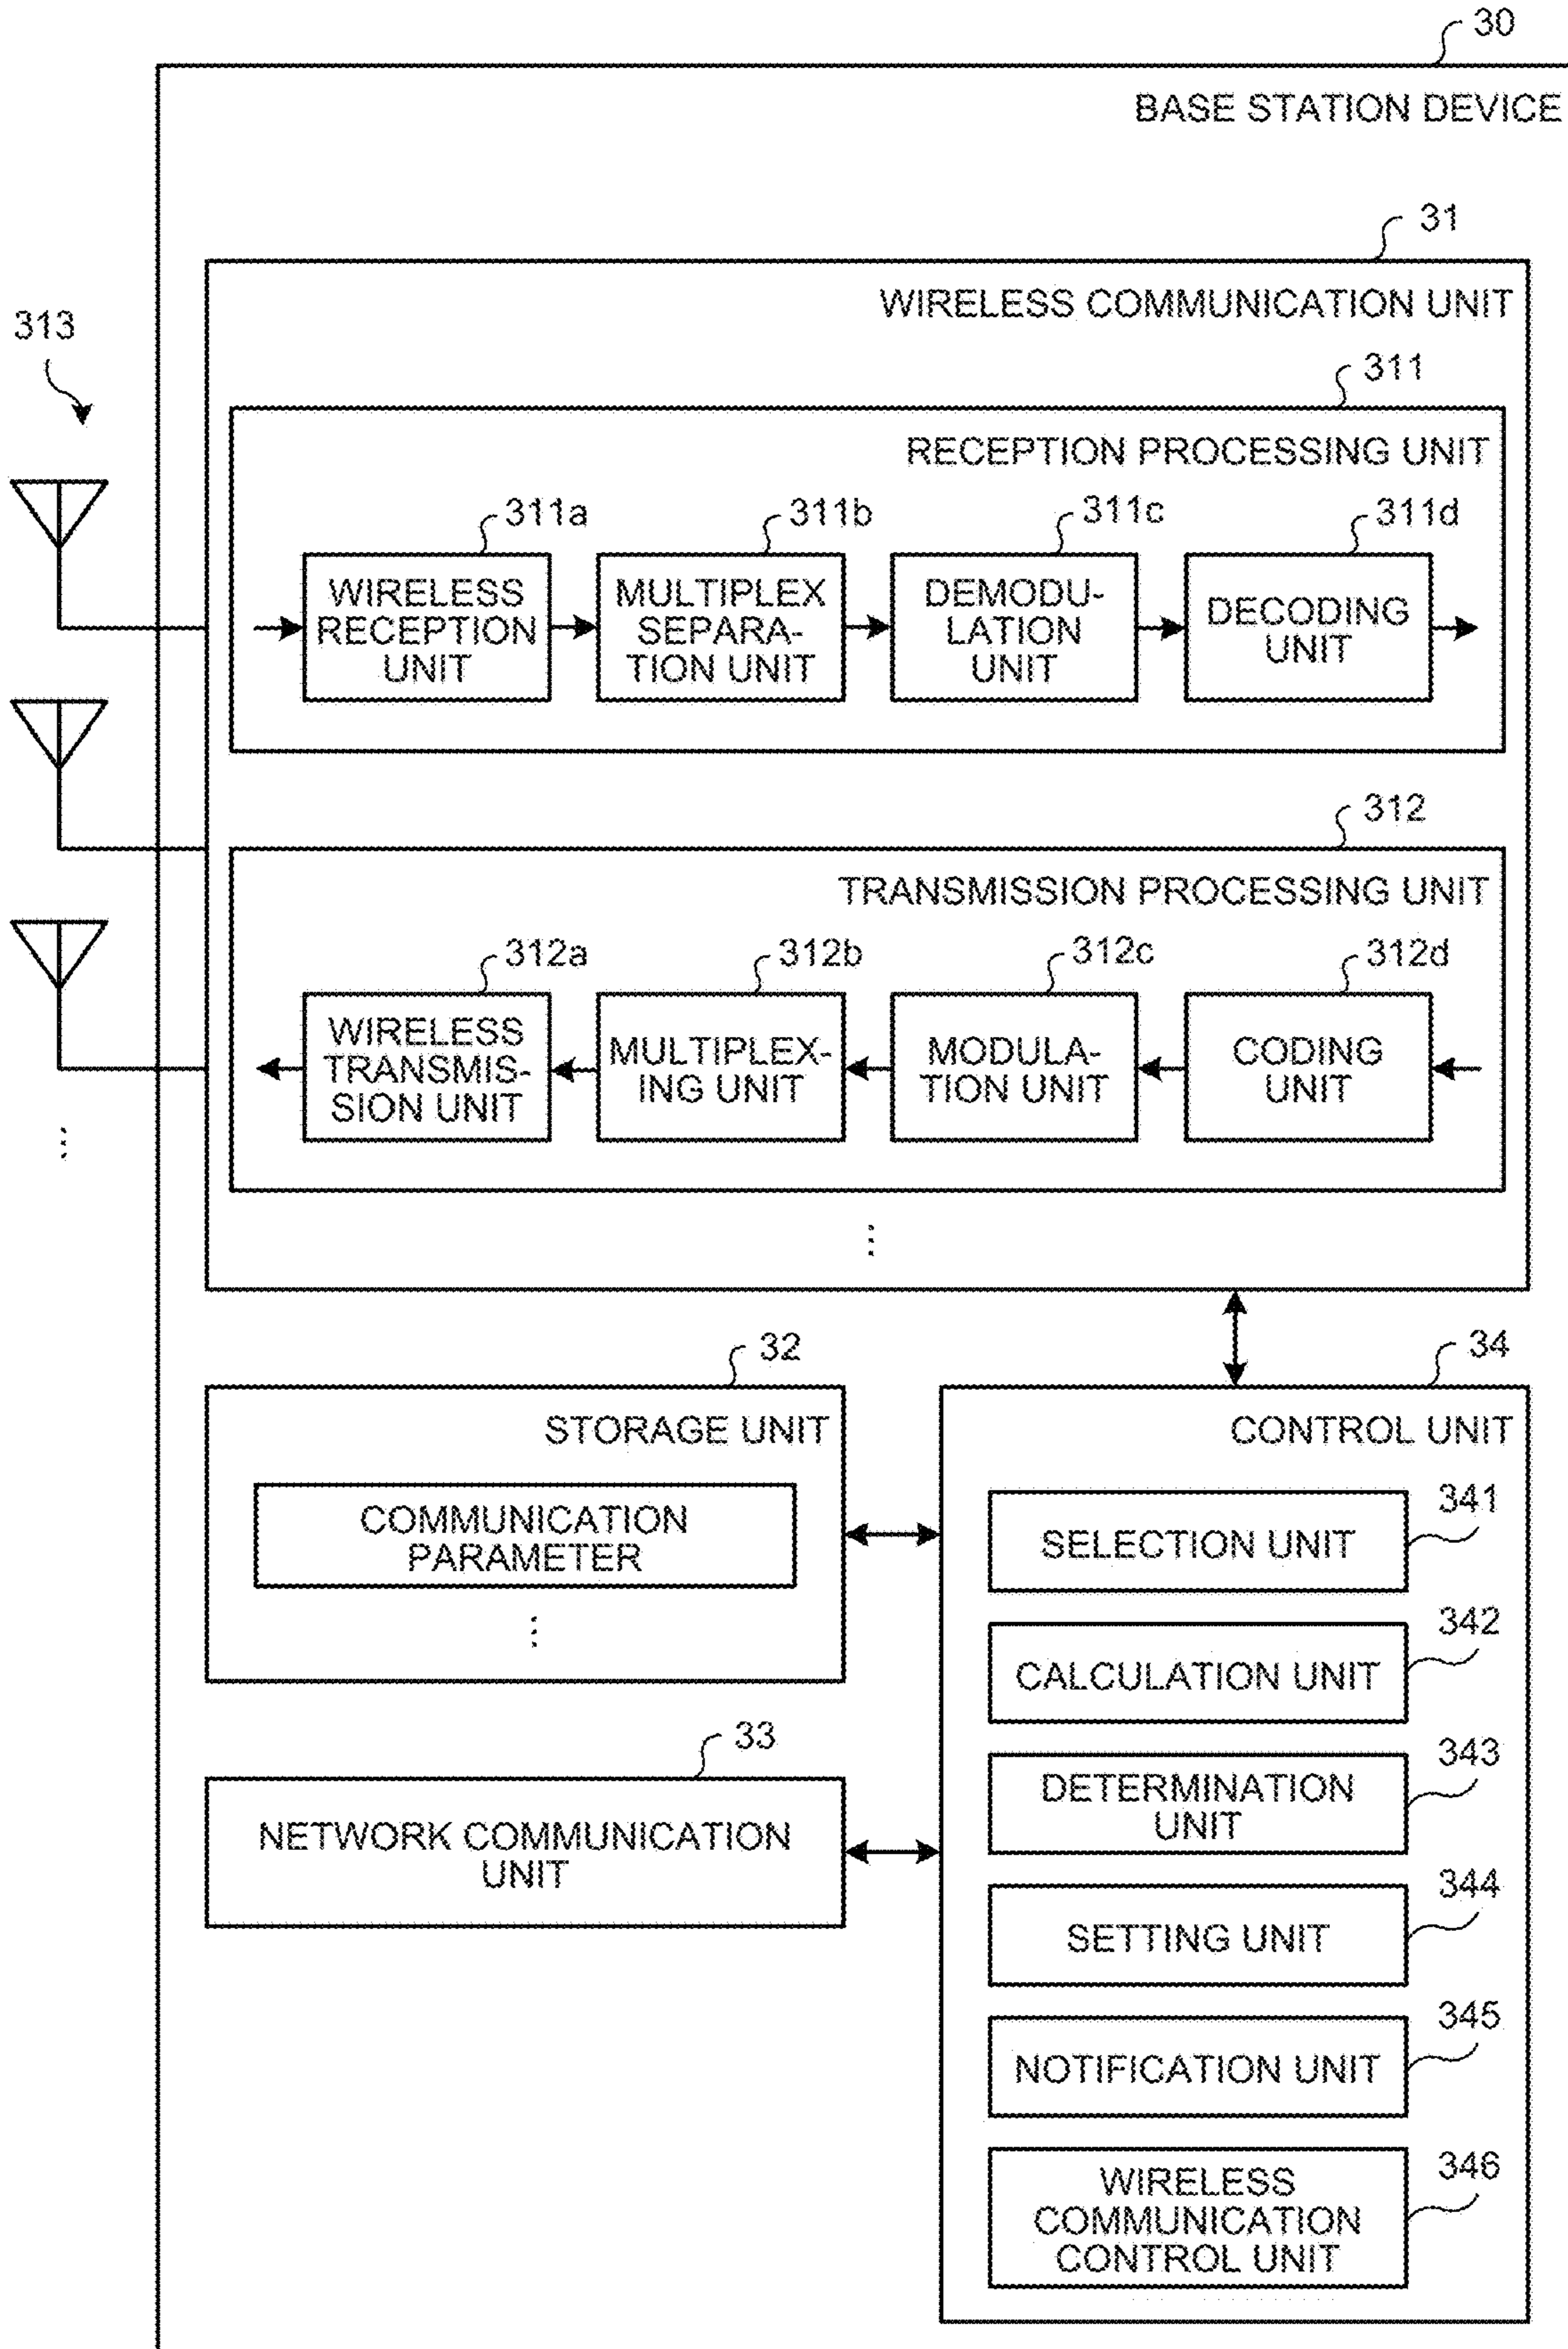 30
BASE STATION DEVICE
31
WIRELESS COMMUNICATION UNIT
313
311
RECEPTION PROCESSING UNIT
311a
311b
311c
311d
WIRELESS
RECEPTION
UNIT
MULTIPLEX
SEPARA-
TION UNIT
DEMODU-
LATION
UNIT
DECODING
UNIT
312
TRANSMISSION PROCESSING UNIT
312a
312b
312c
312d
WIRELESS
TRANSMIS-
SION UNIT
MULTIPLEX-
ING UNIT
MODULA-
TION UNIT
CODING
UNIT
...
...
32
STORAGE UNIT
COMMUNICATION
PARAMETER
...
33
NETWORK COMMUNICATION
UNIT
34
CONTROL UNIT
341
SELECTION UNIT
342
CALCULATION UNIT
343
DETERMINATION
UNIT
344
SETTING UNIT
345
NOTIFICATION UNIT
346
WIRELESS
COMMUNICATION
CONTROL UNIT